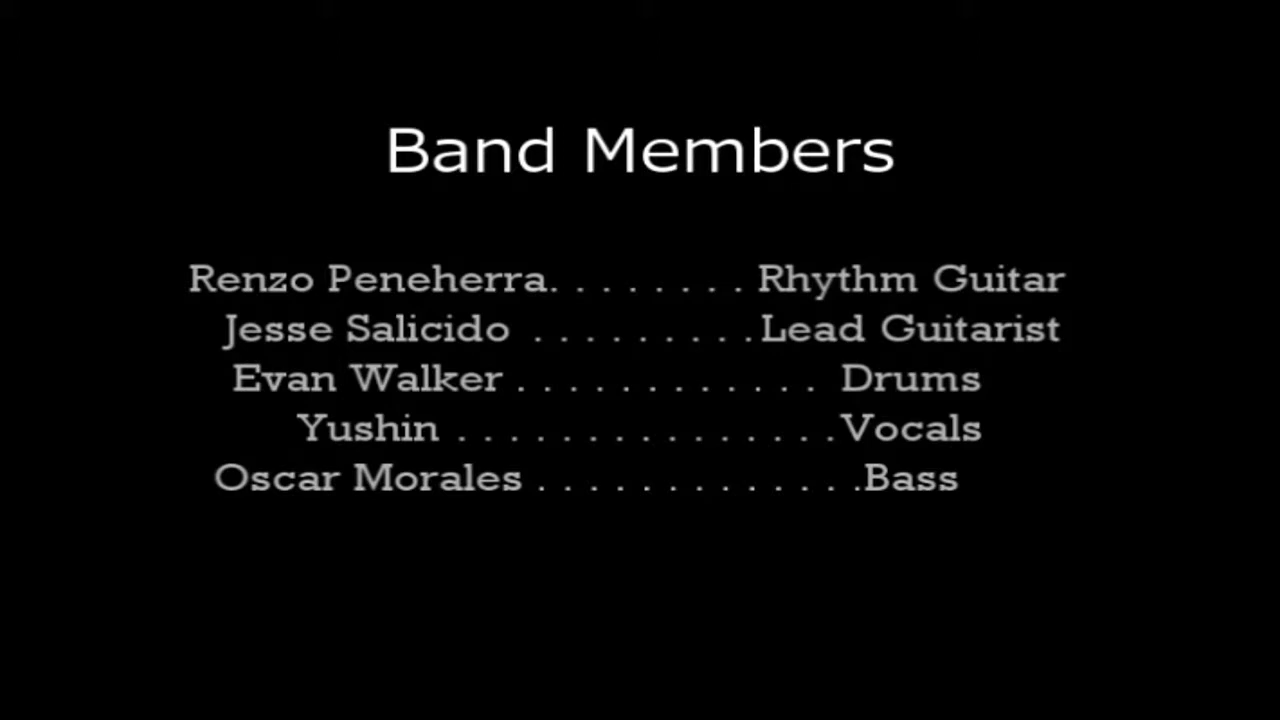 Band Members
Renzo Peneherra. . . . . . . . Rhythm Guitar
Jesse Salicido . . . . . . . . .Lead Guitarist
Evan Walker . . . . . . . . . . . . Drums
Yushin . . . . . . . . . . . . . . .Vocals
Oscar Morales . . . . . . . . . . . . .Bass